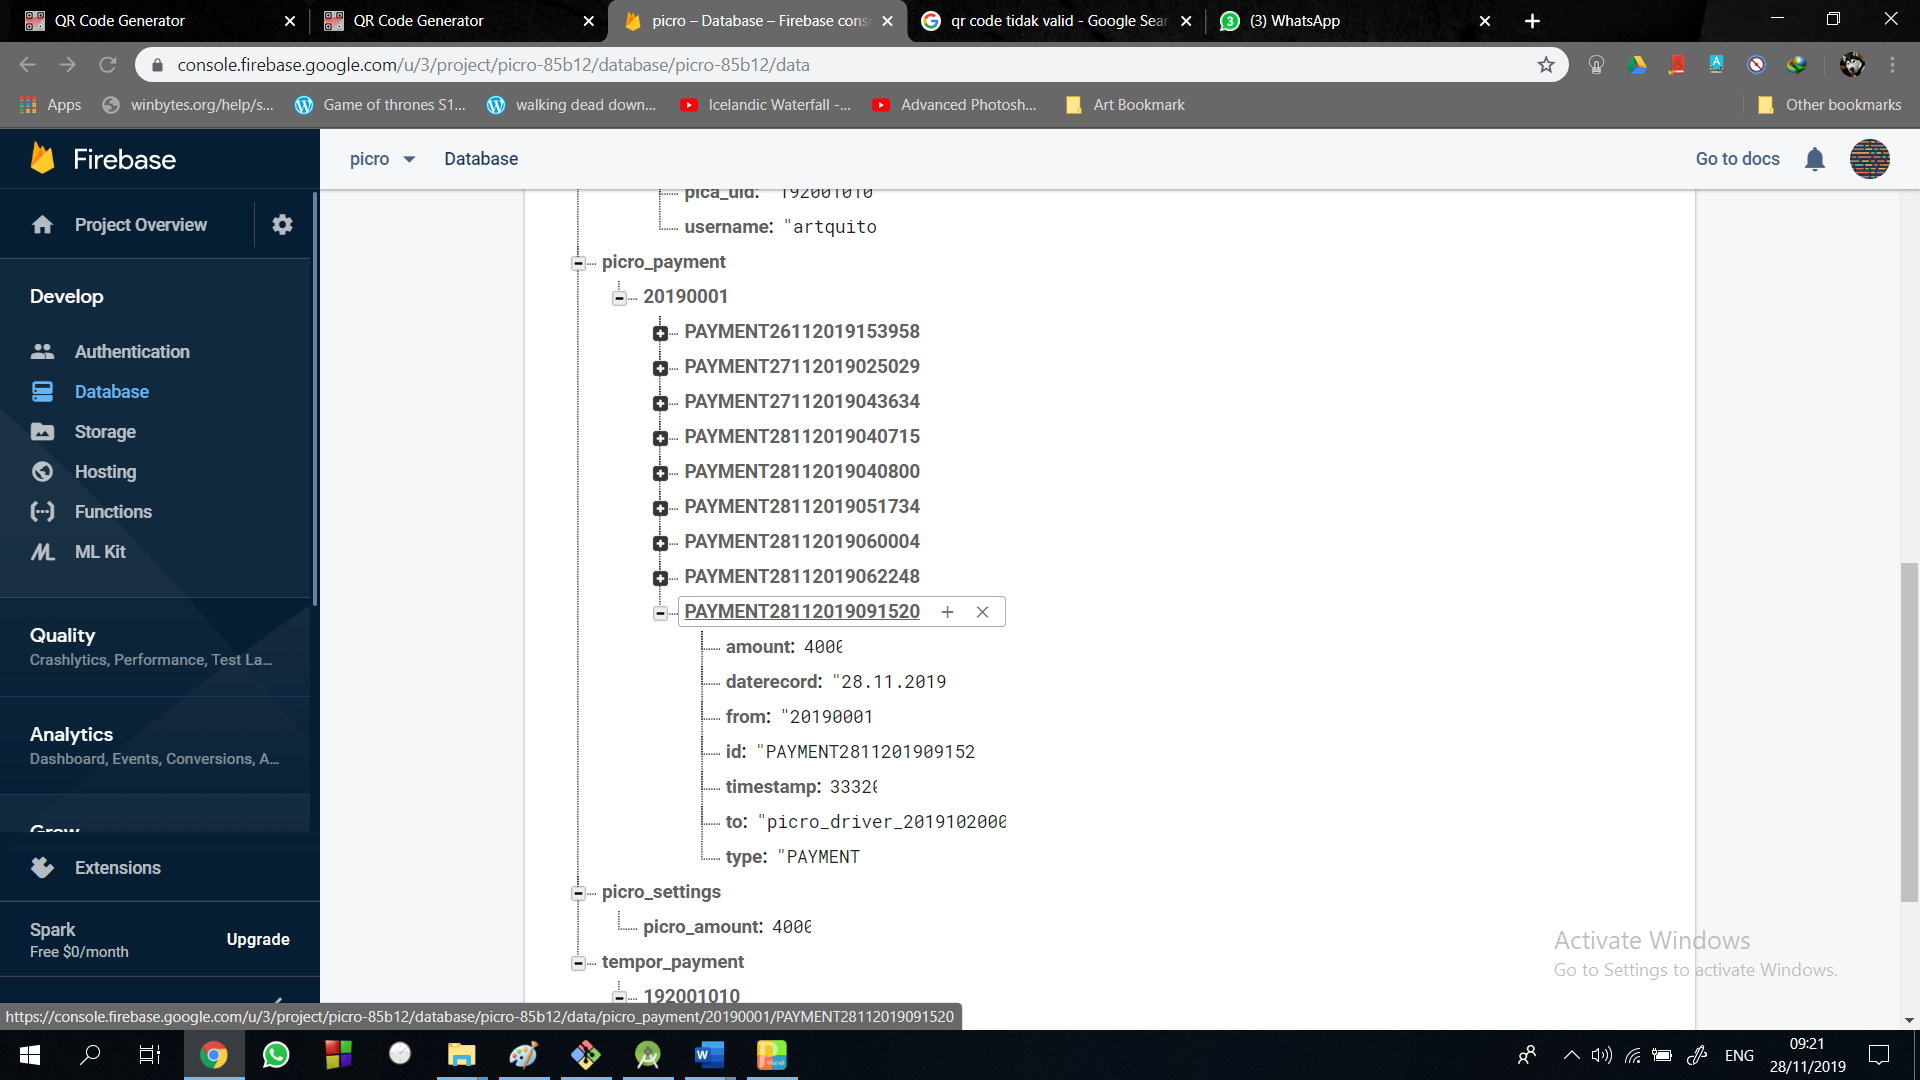 QR Code Generator
QR Code Generator
picro – Database – Firebase cons
qr code tidak valid - Google Sear
(3) WhatsApp
console.firebase.google.com/u/3/project/picro-85b12/database/picro-85b12/data
Apps
winbytes.org/help/s...
Game of thrones S1...
walking dead down...
Icelandic Waterfall -...
Advanced Photosh...
Art Bookmark
Other bookmarks
Firebase
picro
Database
Go to docs
Project Overview
Develop
Authentication
Database
Storage
Hosting
Functions
ML Kit
Quality
Crashlytics, Performance, Test La...
Analytics
Dashboard, Events, Conversions, A...
Grow
Extensions
Spark
Free $0/month
Upgrade
pica_uid: "192001010
username: "artquito
picro_payment
20190001
PAYMENT26112019153958
PAYMENT27112019025029
PAYMENT27112019043634
PAYMENT28112019040715
PAYMENT28112019040800
PAYMENT28112019051734
PAYMENT28112019060004
PAYMENT28112019062248
PAYMENT28112019091520
amount: 4000
daterecord: "28.11.2019
from: "20190001
id: "PAYMENT2811201909152
timestamp: 33320
to: "picro_driver_2019102000
type: "PAYMENT
picro_settings
picro_amount: 4000
tempor_payment
192001010
Activate Windows
Go to Settings to activate Windows.
https://console.firebase.google.com/u/3/project/picro-85b12/database/picro-85b12/data/picro_payment/20190001/PAYMENT28112019091520
ENG
09:21
28/11/2019